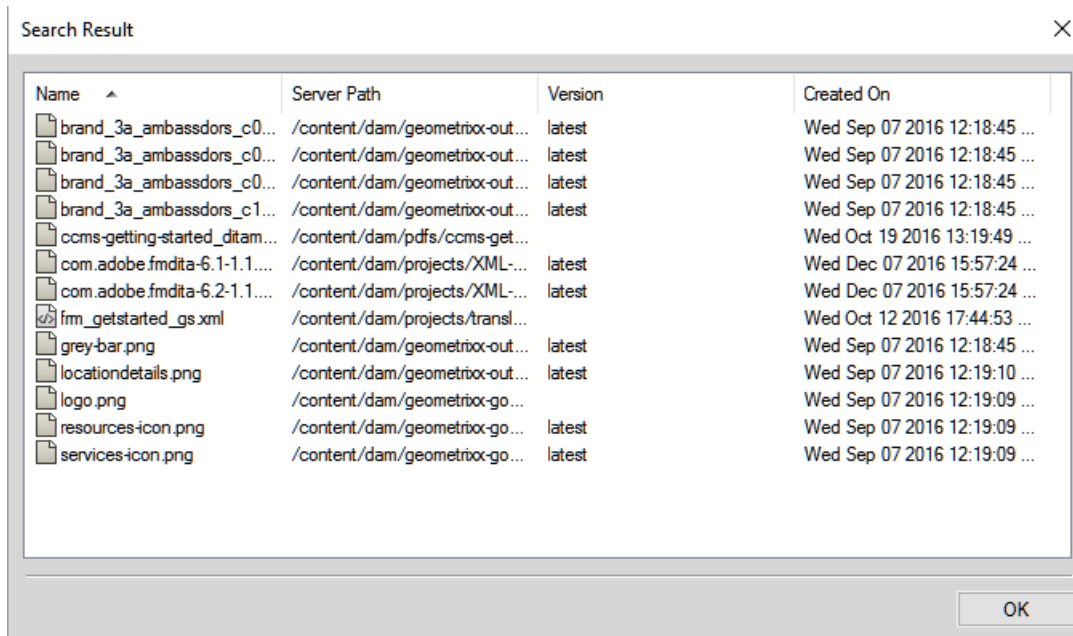 Search Result
Name Server Path Version Created On
brand_3a_ambassdors_c0... /content/dam/geometrixx-out... latest Wed Sep 07 2016 12:18:45 ...
brand_3a_ambassdors_c0... /content/dam/geometrixx-out... latest Wed Sep 07 2016 12:18:45 ...
brand_3a_ambassdors_c0... /content/dam/geometrixx-out... latest Wed Sep 07 2016 12:18:45 ...
brand_3a_ambassdors_c1... /content/dam/geometrixx-out... latest Wed Sep 07 2016 12:18:45 ...
ccms-getting-started_ditam... /content/dam/pdfs/ccms-get... Wed Oct 19 2016 13:19:49 ...
com.adobe.fmdita-6.1-1.1.... /content/dam/projects/XML-... latest Wed Dec 07 2016 15:57:24 ...
com.adobe.fmdita-6.2-1.1.... /content/dam/projects/XML-... latest Wed Dec 07 2016 15:57:24 ...
frm_getstarted_gs.xml /content/dam/projects/transl... Wed Oct 12 2016 17:44:53 ...
grey-bar.png /content/dam/geometrixx-out... latest Wed Sep 07 2016 12:18:45 ...
locationdetails.png /content/dam/geometrixx-out... latest Wed Sep 07 2016 12:19:10 ...
logo.png /content/dam/geometrixx-go... Wed Sep 07 2016 12:19:09 ...
resources-icon.png /content/dam/geometrixx-go... latest Wed Sep 07 2016 12:19:09 ...
services-icon.png /content/dam/geometrixx-go... latest Wed Sep 07 2016 12:19:09 ...
OK